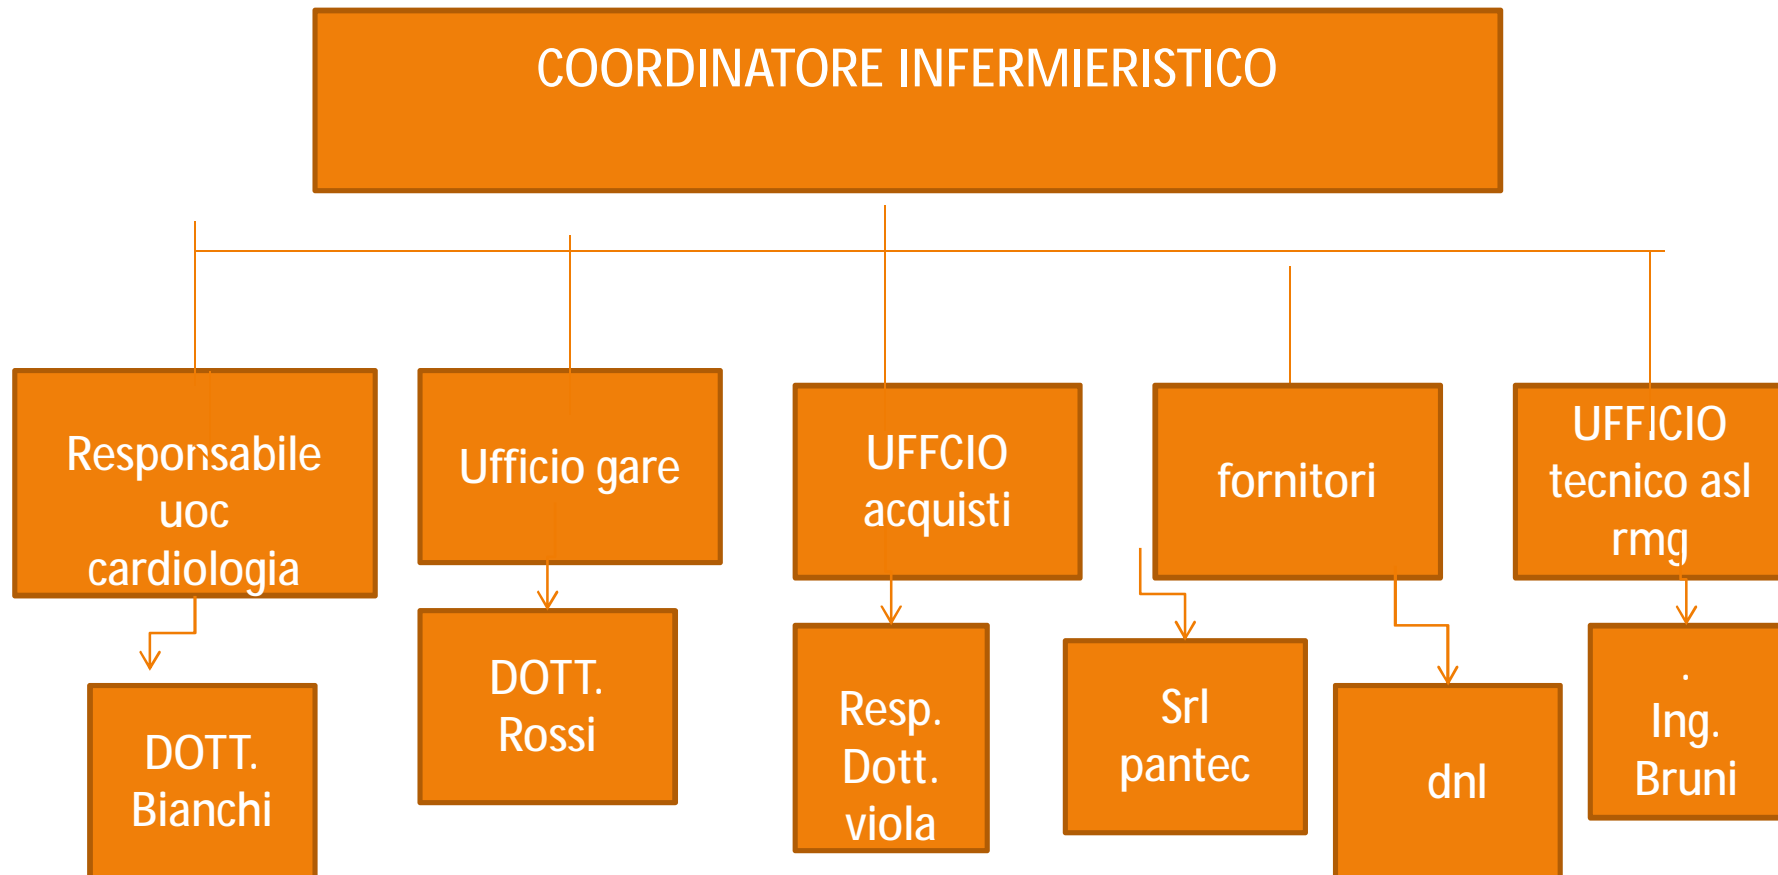 COORDINATORE INFERMIERISTICO
Responsabile
uoc
cardiologia
Ufficio gare
UFFCIO
acquisti
fornitori
UFFICIO
tecnico asl
rmg
DOTT.
Bianchi
DOTT.
Rossi
Resp.
Dott.
viola
Srl
pantec
dnl
.
Ing.
Bruni